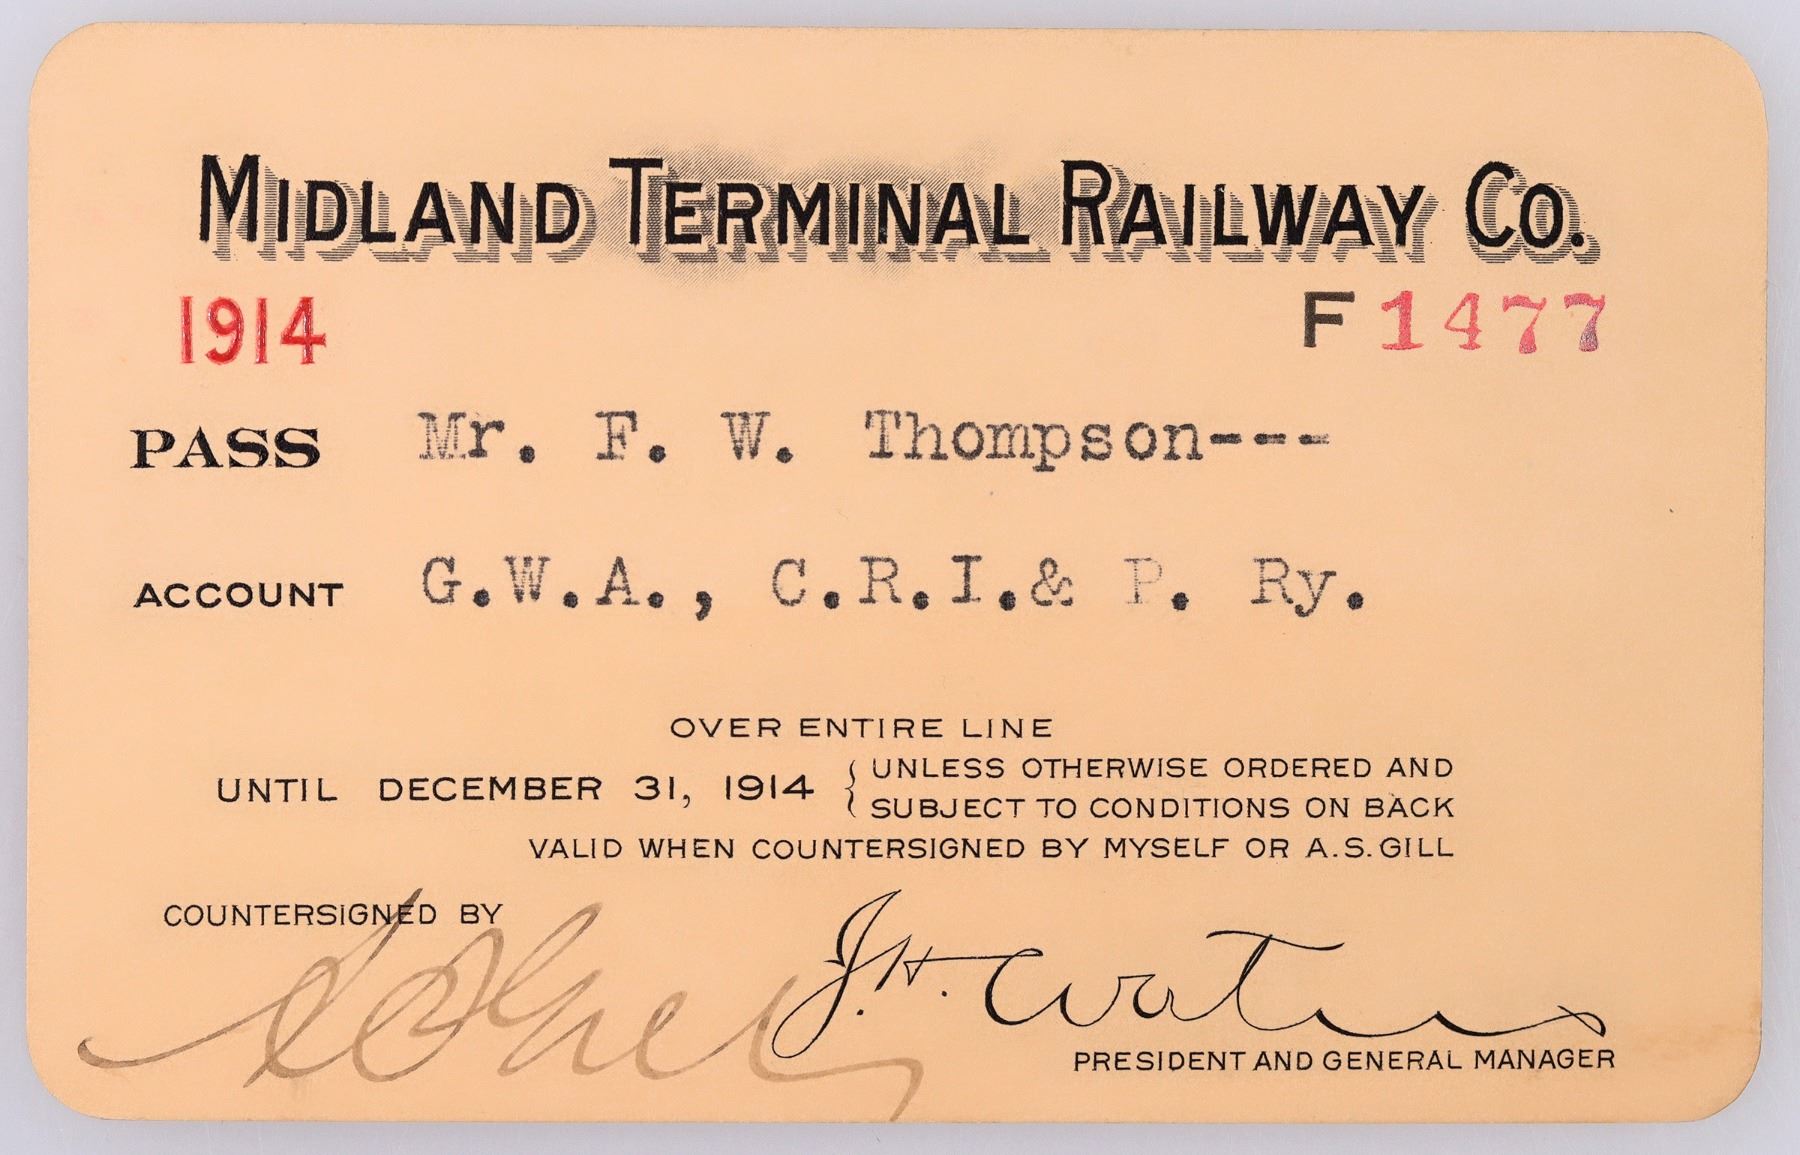 MIDLAND TERMINAL RAILWAY CO.
1914 F 1477
PASS Mr. F. W. Thompson---
ACCOUNT G.W.A., C.R.I.& P. Ry.
OVER ENTIRE LINE
UNTIL DECEMBER 31, 1914 { UNLESS OTHERWISE ORDERED AND
SUBJECT TO CONDITIONS ON BACK
VALID WHEN COUNTERSIGNED BY MYSELF OR A.S. GILL
COUNTERSIGNED BY
A S Gill
J. H. Waters
PRESIDENT AND GENERAL MANAGER